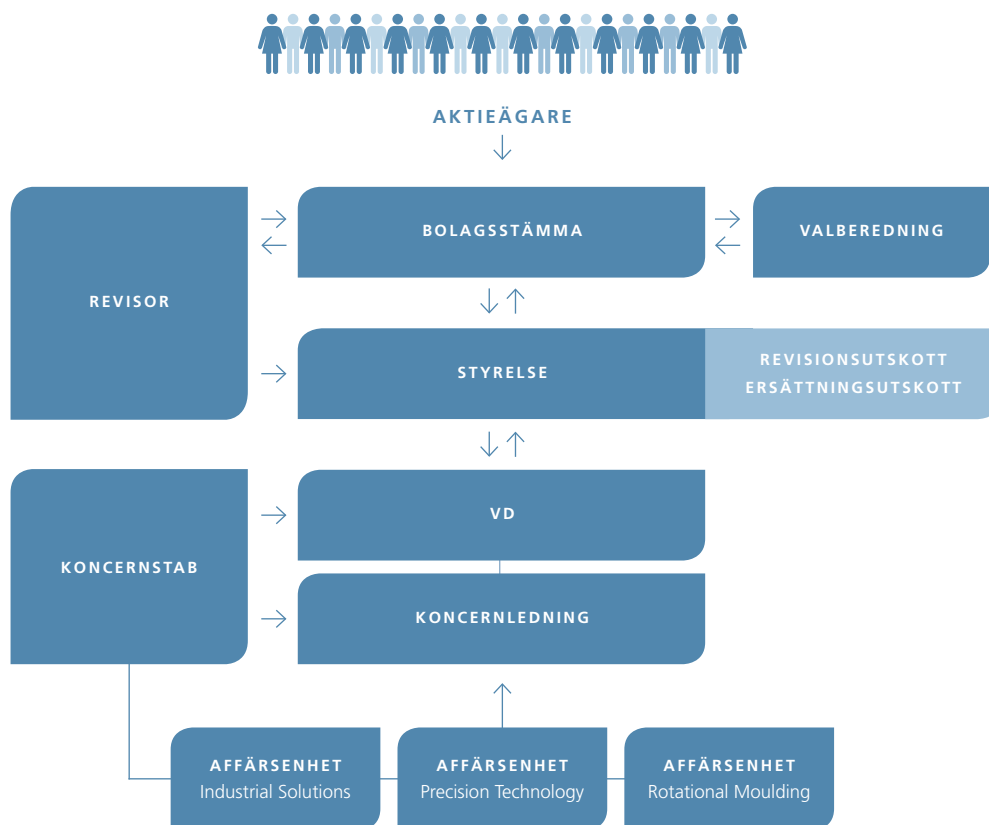 AKTIEÄGARE
BOLAGSSTÄMMA
VALBEREDNING
REVISOR
STYRELSE
REVISIONSUTSKOTT
ERSÄTTNINGSUTSKOTT
VD
KONCERNSTAB
KONCERNLEDNING
AFFÄRSENHET
Industrial Solutions
AFFÄRSENHET
Precision Technology
AFFÄRSENHET
Rotational Moulding